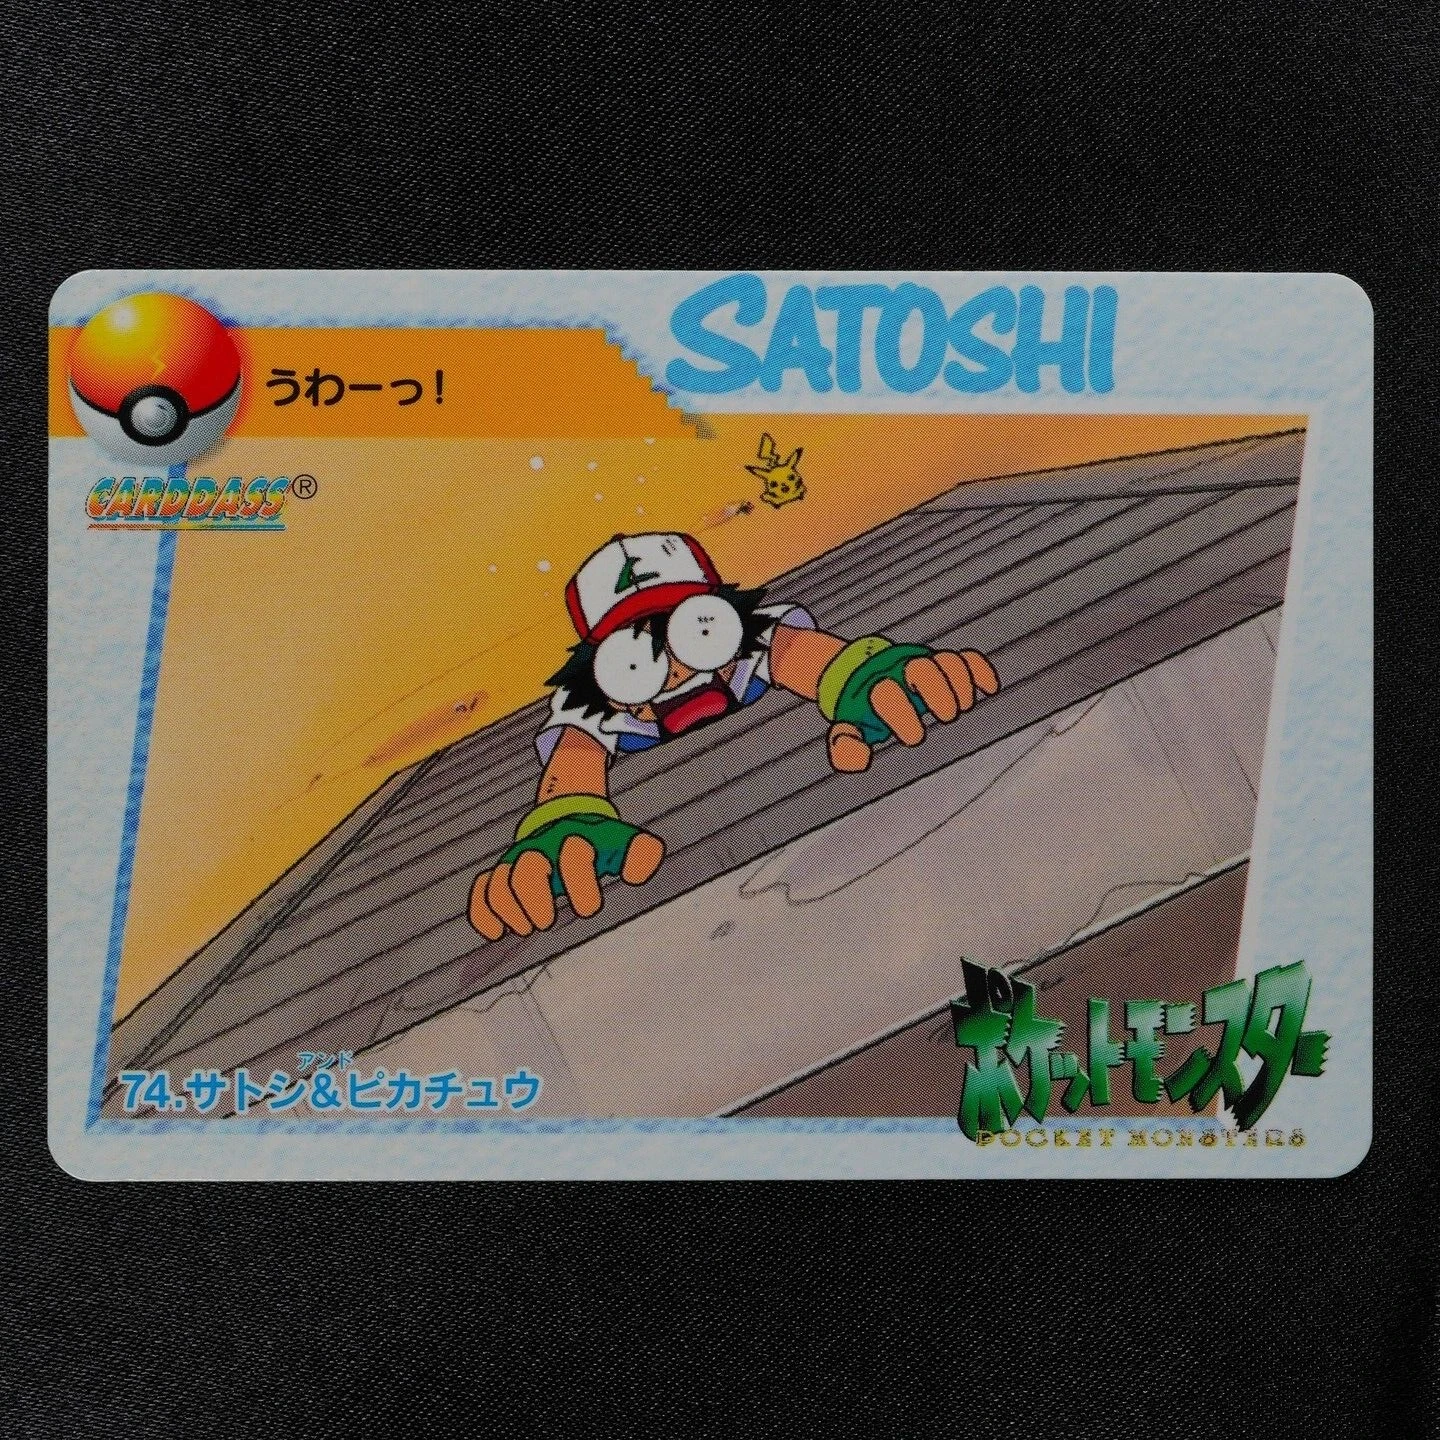 SATOSHI
うわーっ!
CARDDASS®
アンド
74.サトシ&ピカチュウ
ポケットモンスター
POCKET MONSTERS